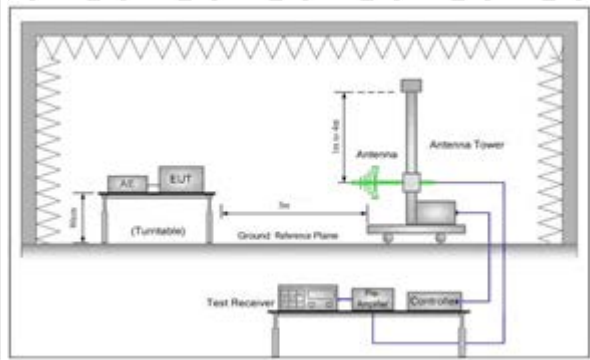 1m to 4m
Antenna
Antenna Tower
AE
EUT
80cm
3m
(Turntable)
Ground Reference Plane
Test Receiver
Pre
Amplifier
Controller